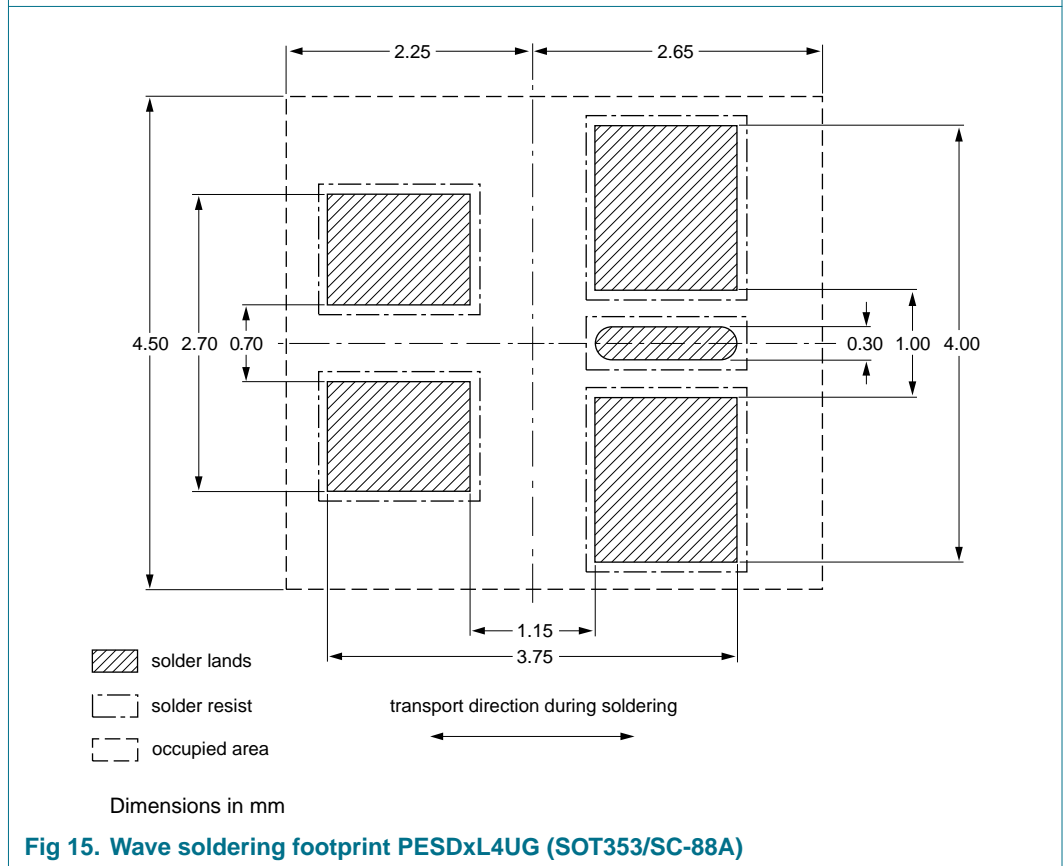 2.25 2.65
4.50 2.70 0.70 0.30 1.00 4.00
1.15
3.75
solder lands
solder resist
occupied area
transport direction during soldering
Dimensions in mm
Fig 15. Wave soldering footprint PESDxL4UG (SOT353/SC-88A)